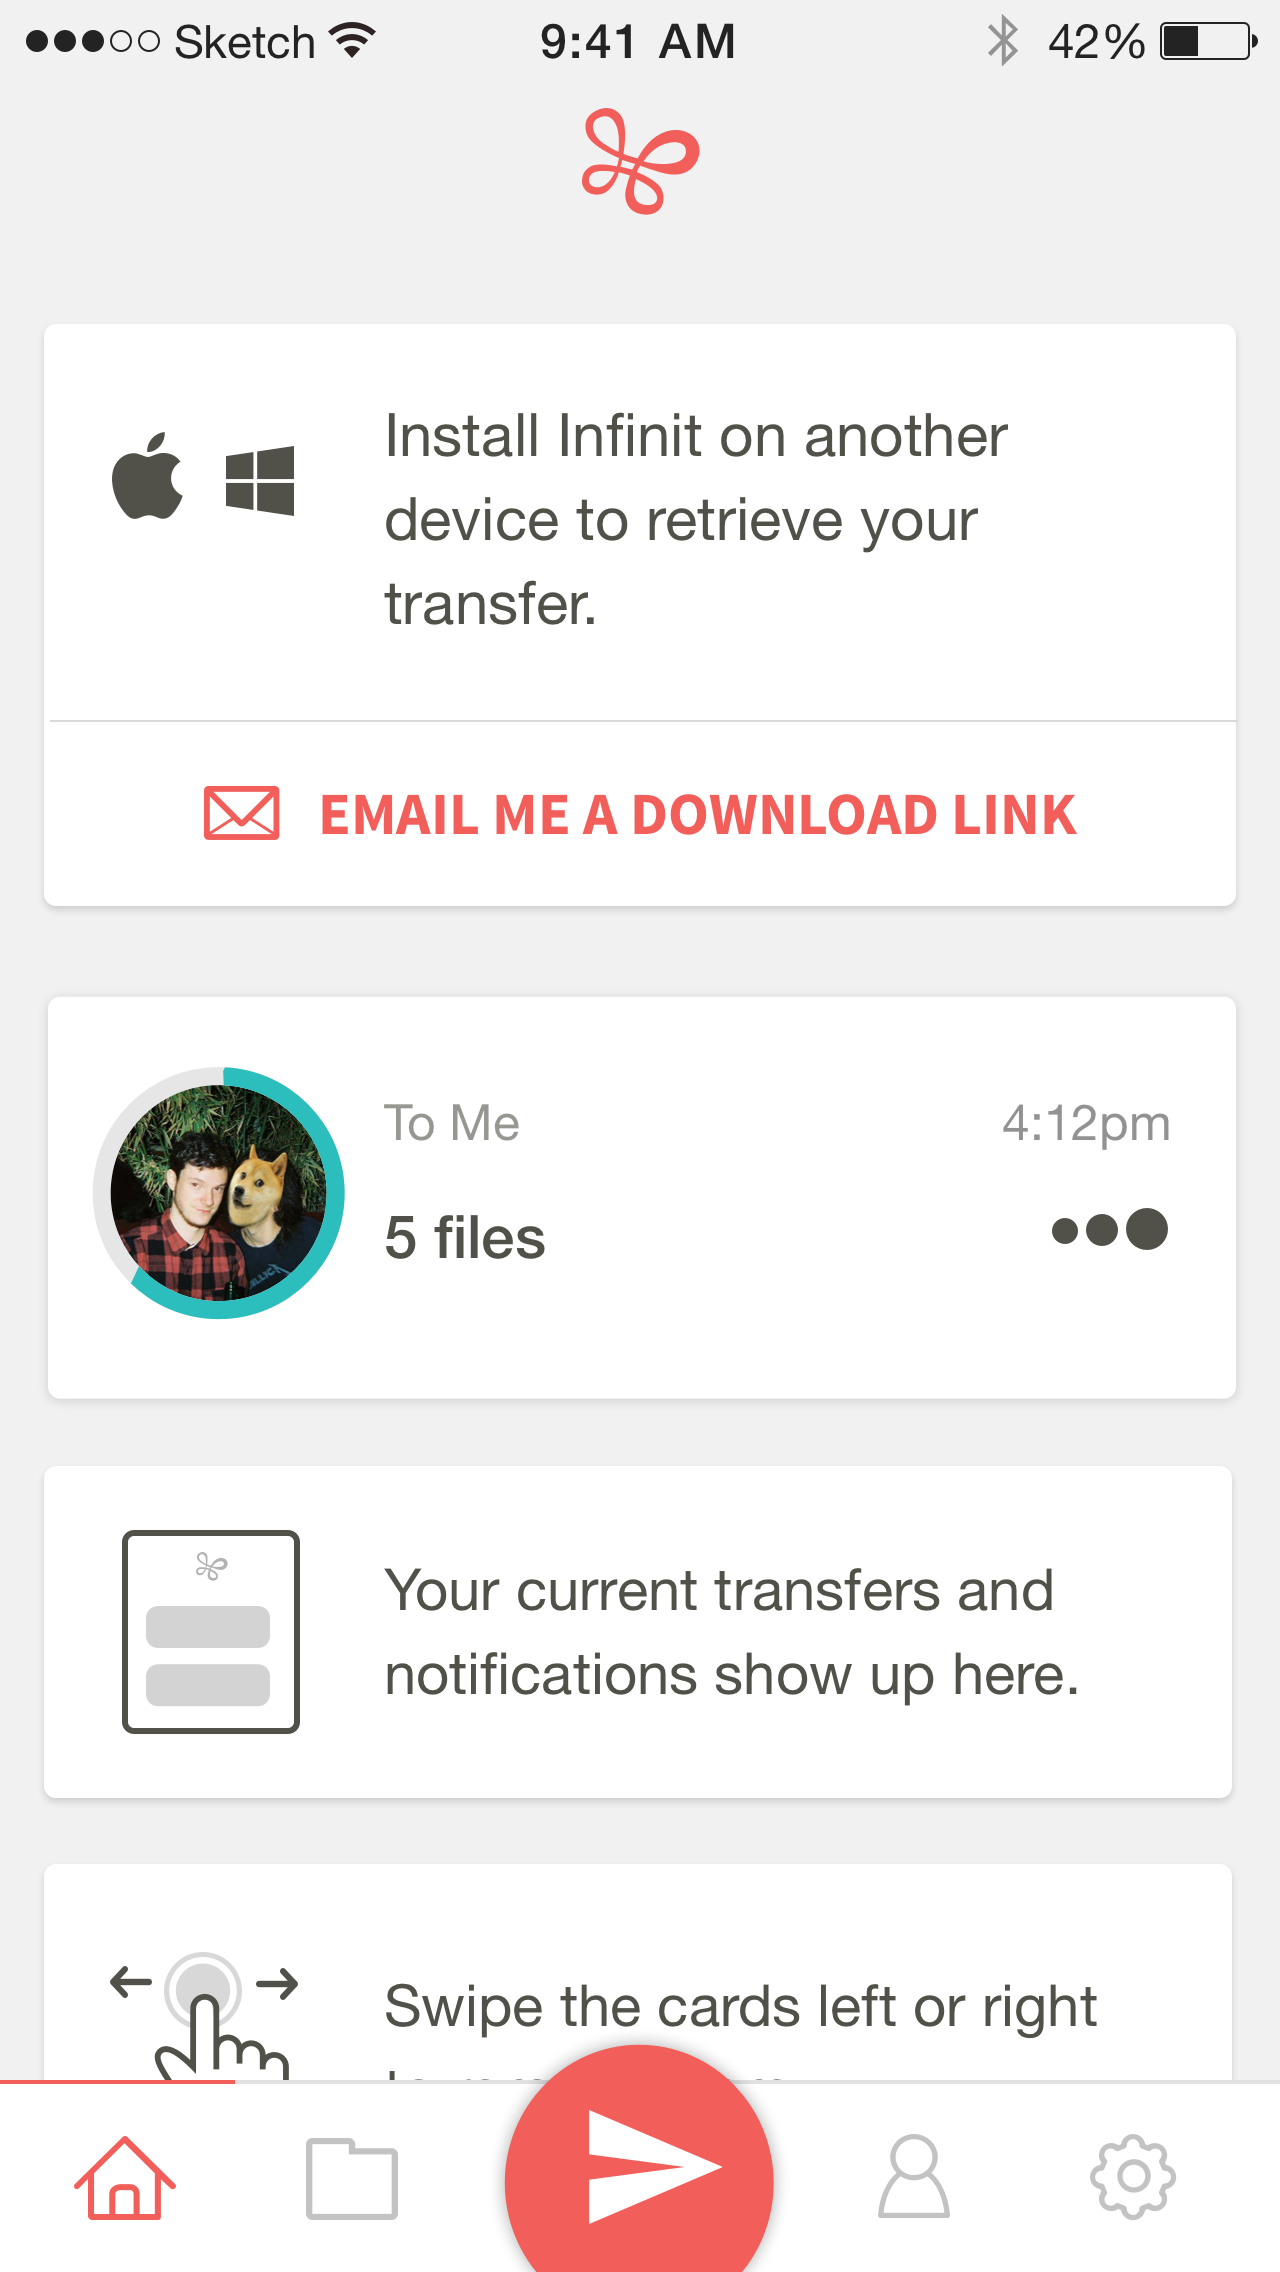 Sketch 9:41 AM 42%
Install Infinit on another
device to retrieve your
transfer.
EMAIL ME A DOWNLOAD LINK
To Me 4:12pm
5 files
Your current transfers and
notifications show up here.
Swipe the cards left or right